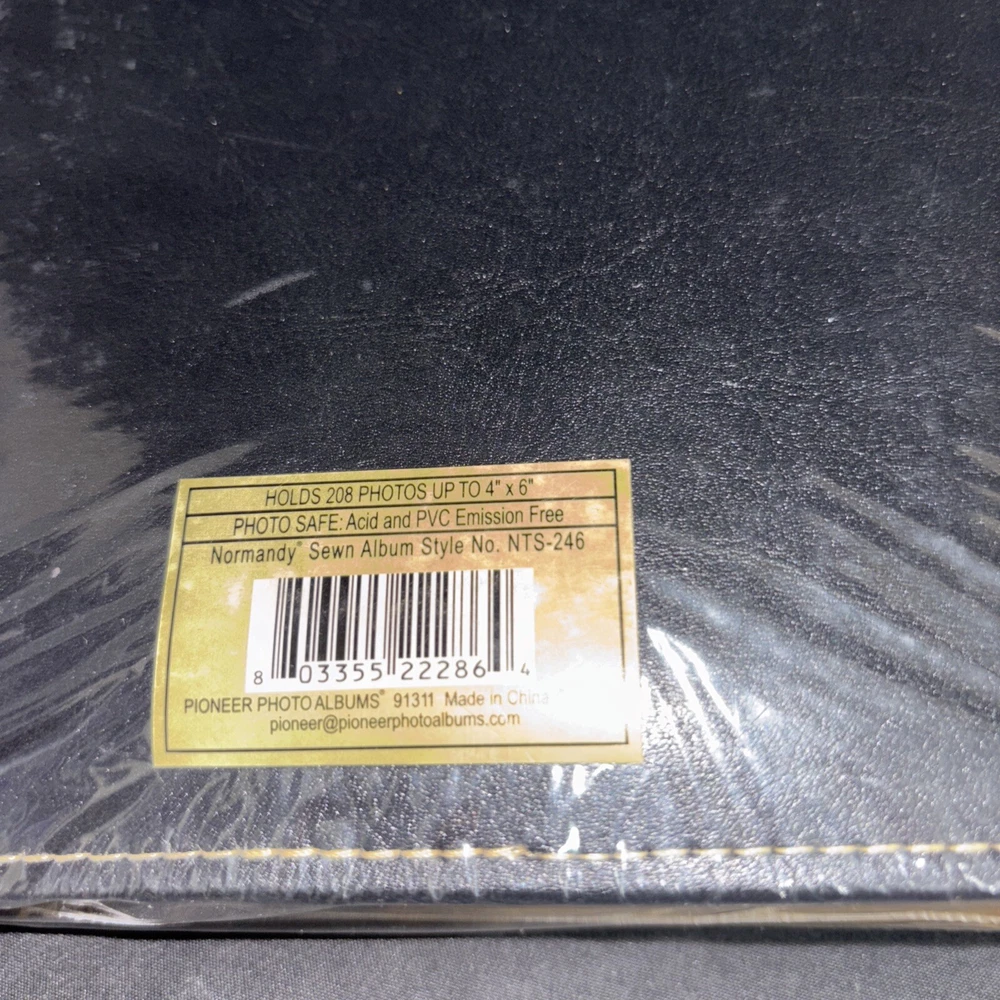 HOLDS 208 PHOTOS UP TO 4" x 6"
PHOTO SAFE: Acid and PVC Emission Free
Normandy® Sewn Album Style No. NTS-246
8 03355 22286 4
PIONEER PHOTO ALBUMS® 91311 Made in China
pioneer@pioneerphotoalbums.com